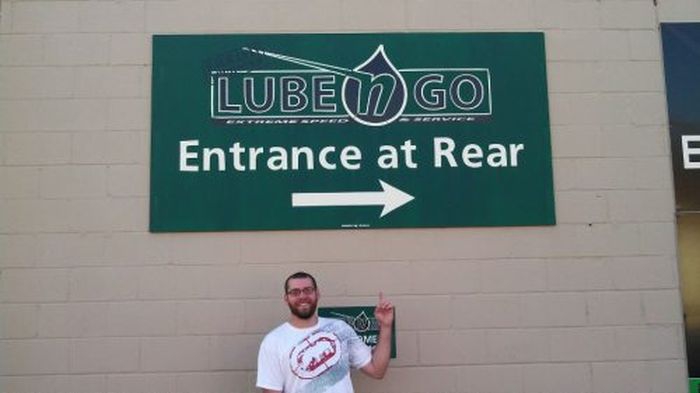 LUBE n GO
EXTREME SPEED & SERVICE
Entrance at Rear
E